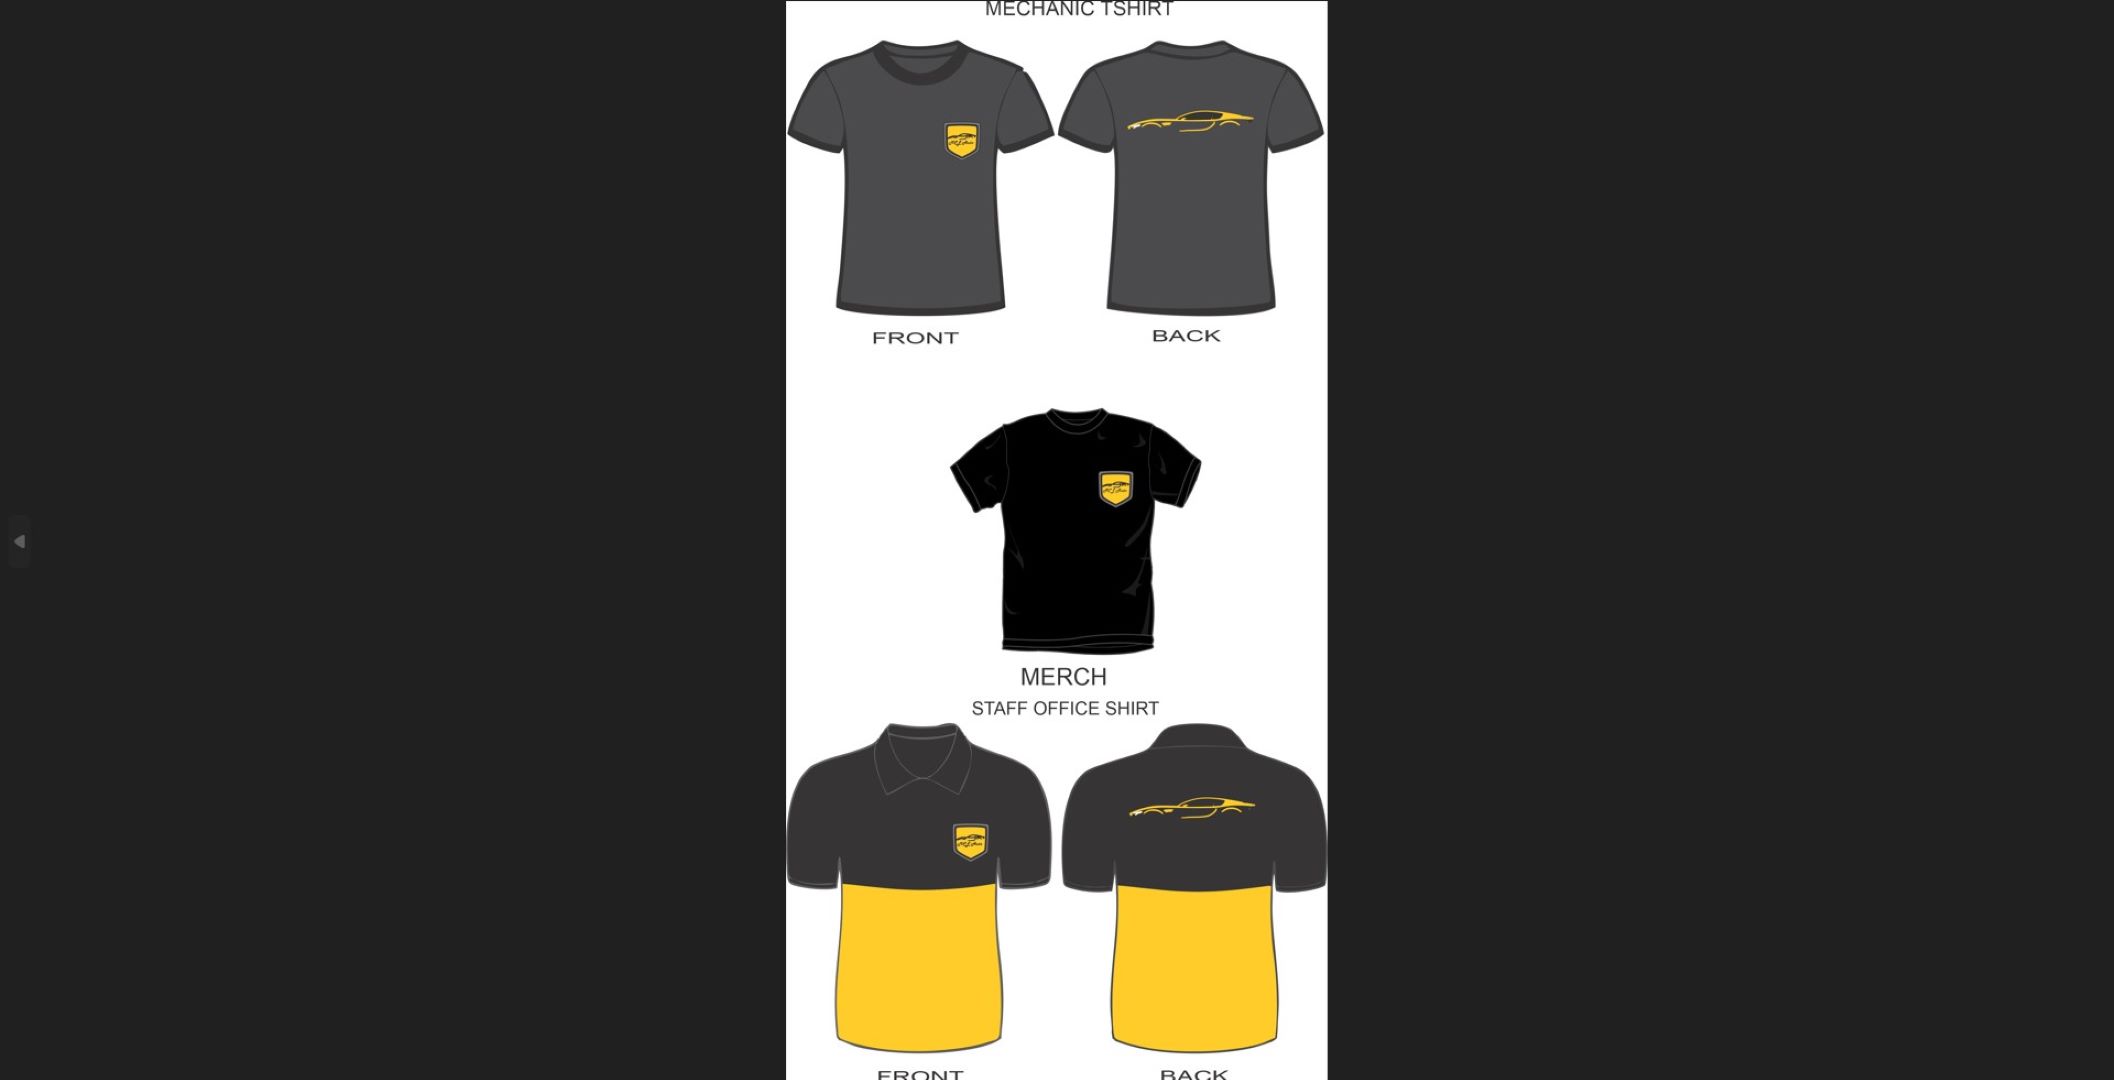 MECHANIC TSHIRT
FRONT
BACK
MERCH
STAFF OFFICE SHIRT
FRONT
BACK